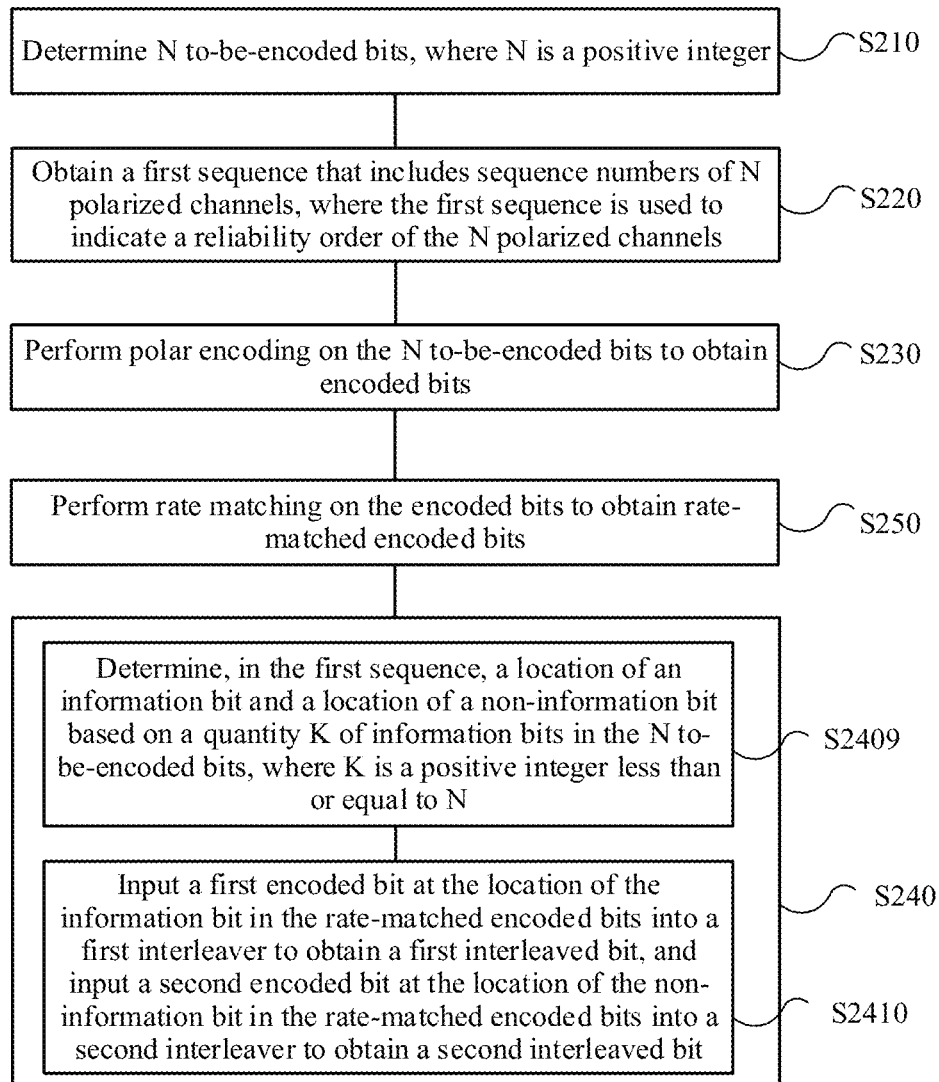 Determine N to-be-encoded bits, where N is a positive integer
S210
Obtain a first sequence that includes sequence numbers of N
polarized channels, where the first sequence is used to
indicate a reliability order of the N polarized channels
S220
Perform polar encoding on the N to-be-encoded bits to obtain
encoded bits
S230
Perform rate matching on the encoded bits to obtain rate-
matched encoded bits
S250
Determine, in the first sequence, a location of an
information bit and a location of a non-information bit
based on a quantity K of information bits in the N to-
be-encoded bits, where K is a positive integer less than
or equal to N
S2409
Input a first encoded bit at the location of the
information bit in the rate-matched encoded bits into a
first interleaver to obtain a first interleaved bit, and
input a second encoded bit at the location of the non-
information bit in the rate-matched encoded bits into a
second interleaver to obtain a second interleaved bit
S240
S2410